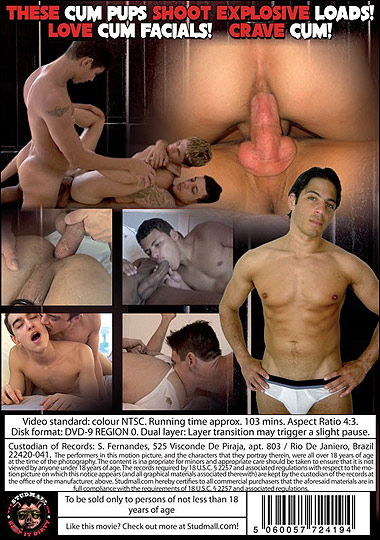 THESE CUM PUPS SHOOT EXPLOSIVE LOADS!
LOVE CUM FACIALS! CRAVE CUM!
Video standard: colour NTSC. Running time approx. 103 mins. Aspect Ratio 4:3.
Disk format: DVD-9 REGION 0. Dual layer: Layer transition may trigger a slight pause.
Custodian of Records: S. Fernandes, 525 Visconde De Piraja, apt. 803 / Rio De Janiero, Brazil
22420-041. The performers in this motion picture, and the characters that they portray therein, were all over 18 years of age
at the time of the photography. The content is ina propriate for minors and appropriate care should be taken to ensure that it is not
viewed by anyone under 18 years of age. The records required by 18 U.S.C. § 2257 and associated regulations with respect to the mo-
tion picture on which this notice appears (and all graphical materials associated therewith) are kept by the custodian of the records at
the office of the manufacturer, above. Studmall.com hereby certifies to all commercial purchasers that the aforesaid materials are in
full compliance with the requirements of 18 U.S.C. § 2257 and associated regulations.
STUDMALL
To be sold only to persons of not less than 18
years of age
Like this movie? Check out more at Studmall.com!
5 060057 724194